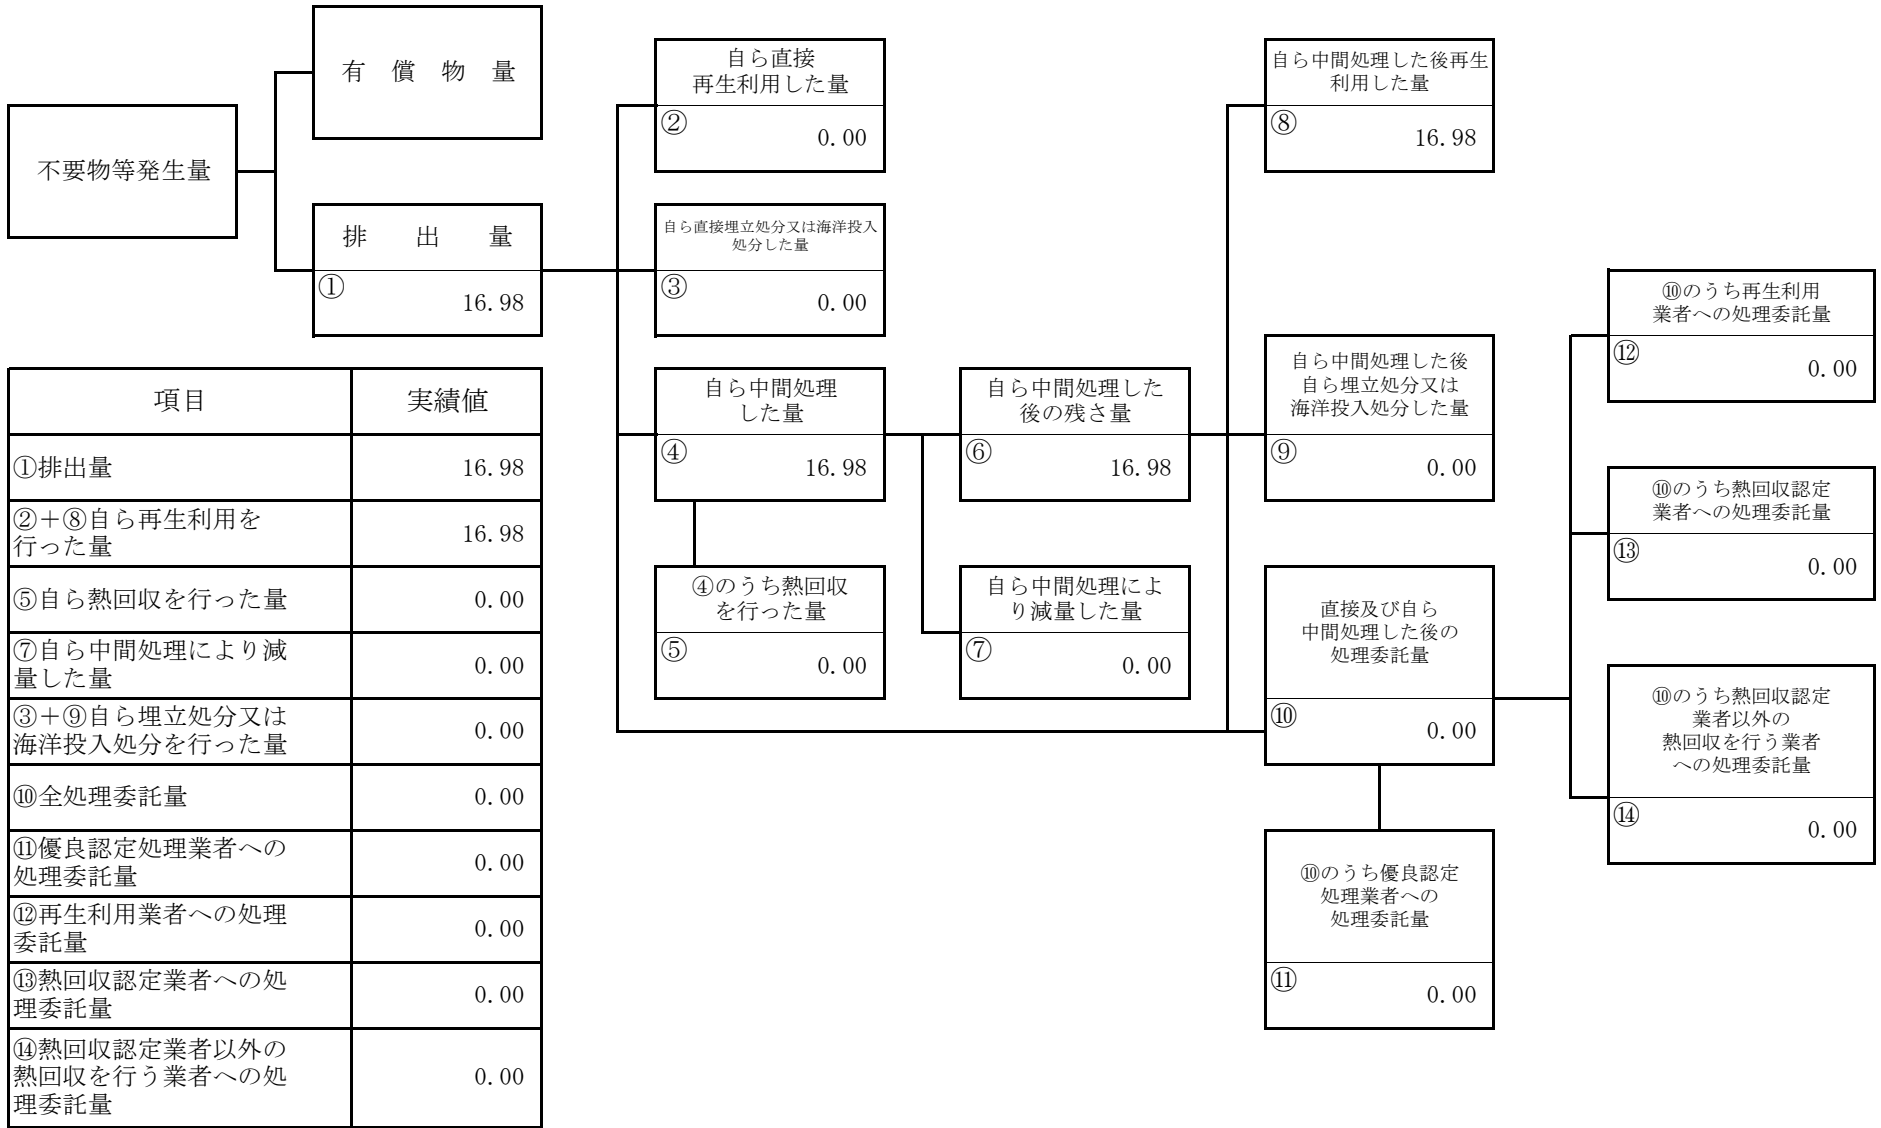 不要物等発生量
有 償 物 量
排 出 量
①
16.98
自ら直接
再生利用した量
②
0.00
自ら直接埋立処分又は海洋投入
処分した量
③
0.00
自ら中間処理
した量
④
16.98
④のうち熱回収
を行った量
⑤
0.00
自ら中間処理した
後の残さ量
⑥
16.98
自ら中間処理によ
り減量した量
⑦
0.00
自ら中間処理した後再生
利用した量
⑧
16.98
自ら中間処理した後
自ら埋立処分又は
海洋投入処分した量
⑨
0.00
直接及び自ら
中間処理した後の
処理委託量
⑩
0.00
⑩のうち優良認定
処理業者への
処理委託量
⑪
0.00
⑩のうち再生利用
業者への処理委託量
⑫
0.00
⑩のうち熱回収認定
業者への処理委託量
⑬
0.00
⑩のうち熱回収認定
業者以外の
熱回収を行う業者
への処理委託量
⑭
0.00
項目 実績値
①排出量 16.98
②＋⑧自ら再生利用を
行った量 16.98
⑤自ら熱回収を行った量 0.00
⑦自ら中間処理により減
量した量 0.00
③＋⑨自ら埋立処分又は
海洋投入処分を行った量 0.00
⑩全処理委託量 0.00
⑪優良認定処理業者への
処理委託量 0.00
⑫再生利用業者への処理
委託量 0.00
⑬熱回収認定業者への処
理委託量 0.00
⑭熱回収認定業者以外の
熱回収を行う業者への処
理委託量 0.00